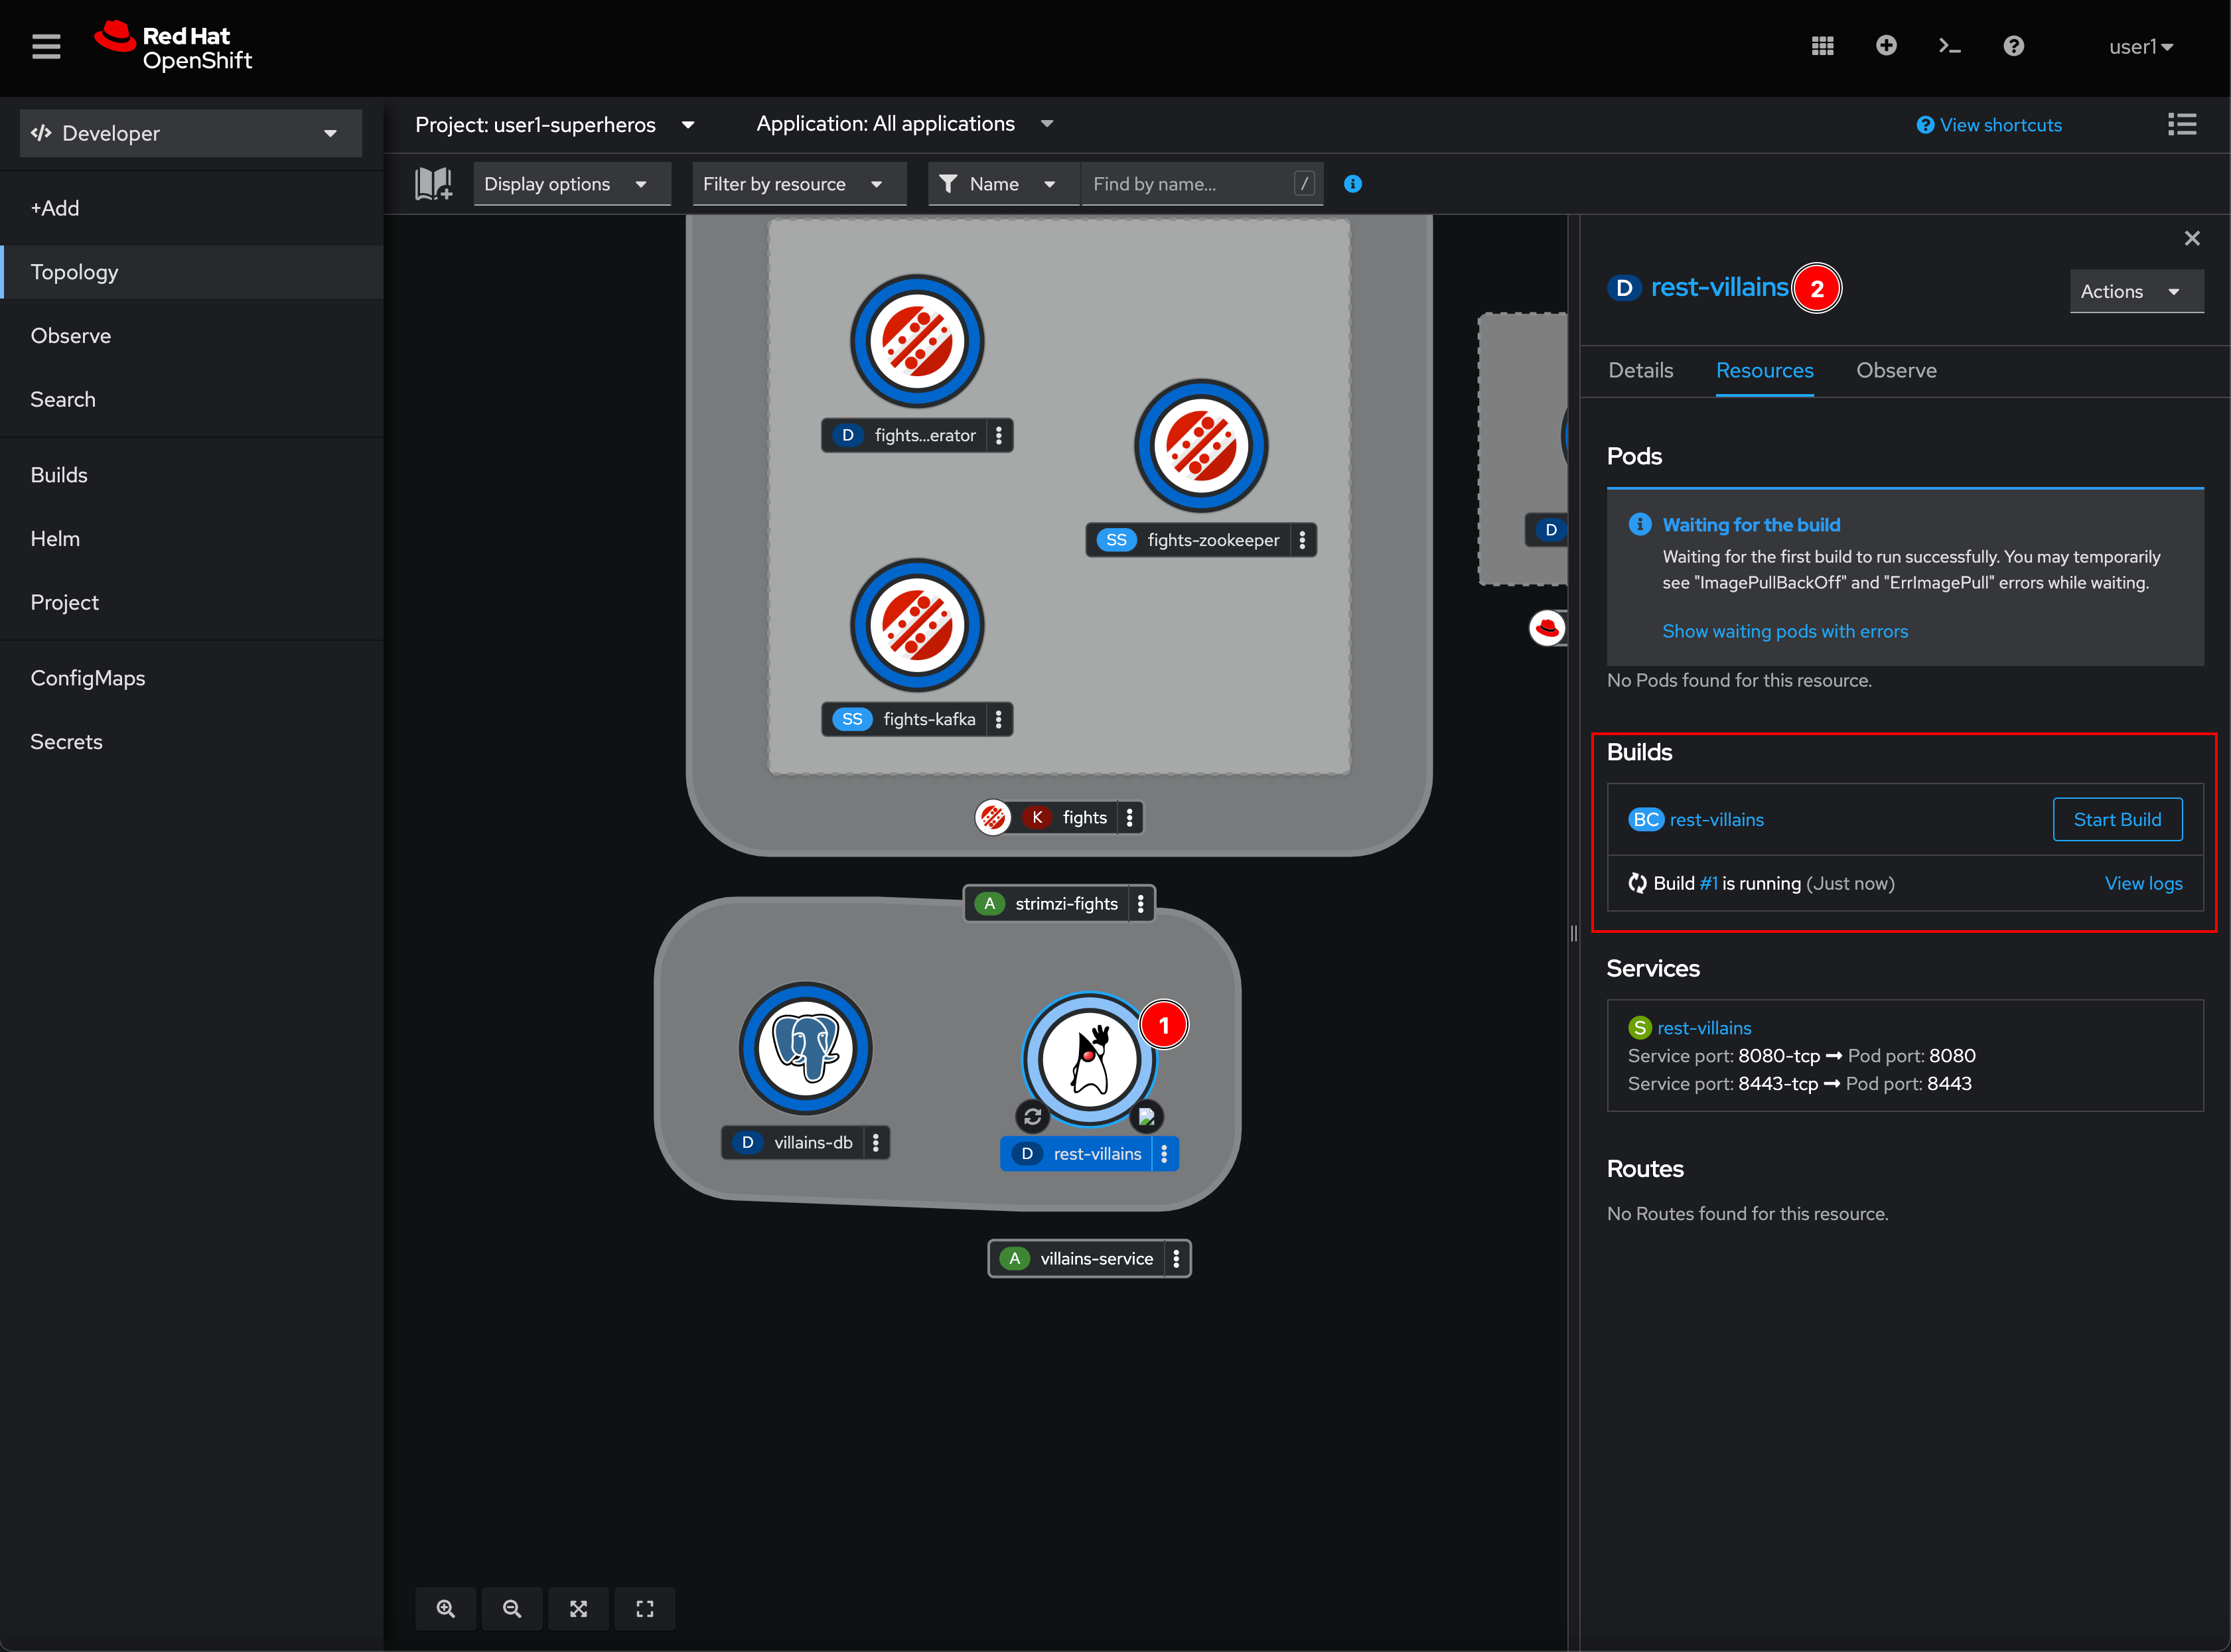 Red Hat
OpenShift
user1
Developer
+Add
Topology
Observe
Search
Builds
Helm
Project
ConfigMaps
Secrets
Project: user1-superheros
Application: All applications
View shortcuts
Display options
Filter by resource
Name
Find by name...
/
D fights...erator
SS fights-zookeeper
SS fights-kafka
K fights
A strimzi-fights
D villains-db
1
D rest-villains
A villains-service
D
D rest-villains
2
Actions
Details
Resources
Observe
Pods
Waiting for the build
Waiting for the first build to run successfully. You may temporarily
see "ImagePullBackOff" and "ErrImagePull" errors while waiting.
Show waiting pods with errors
No Pods found for this resource.
Builds
BC rest-villains
Start Build
Build #1 is running (Just now)
View logs
Services
S rest-villains
Service port: 8080-tcp → Pod port: 8080
Service port: 8443-tcp → Pod port: 8443
Routes
No Routes found for this resource.